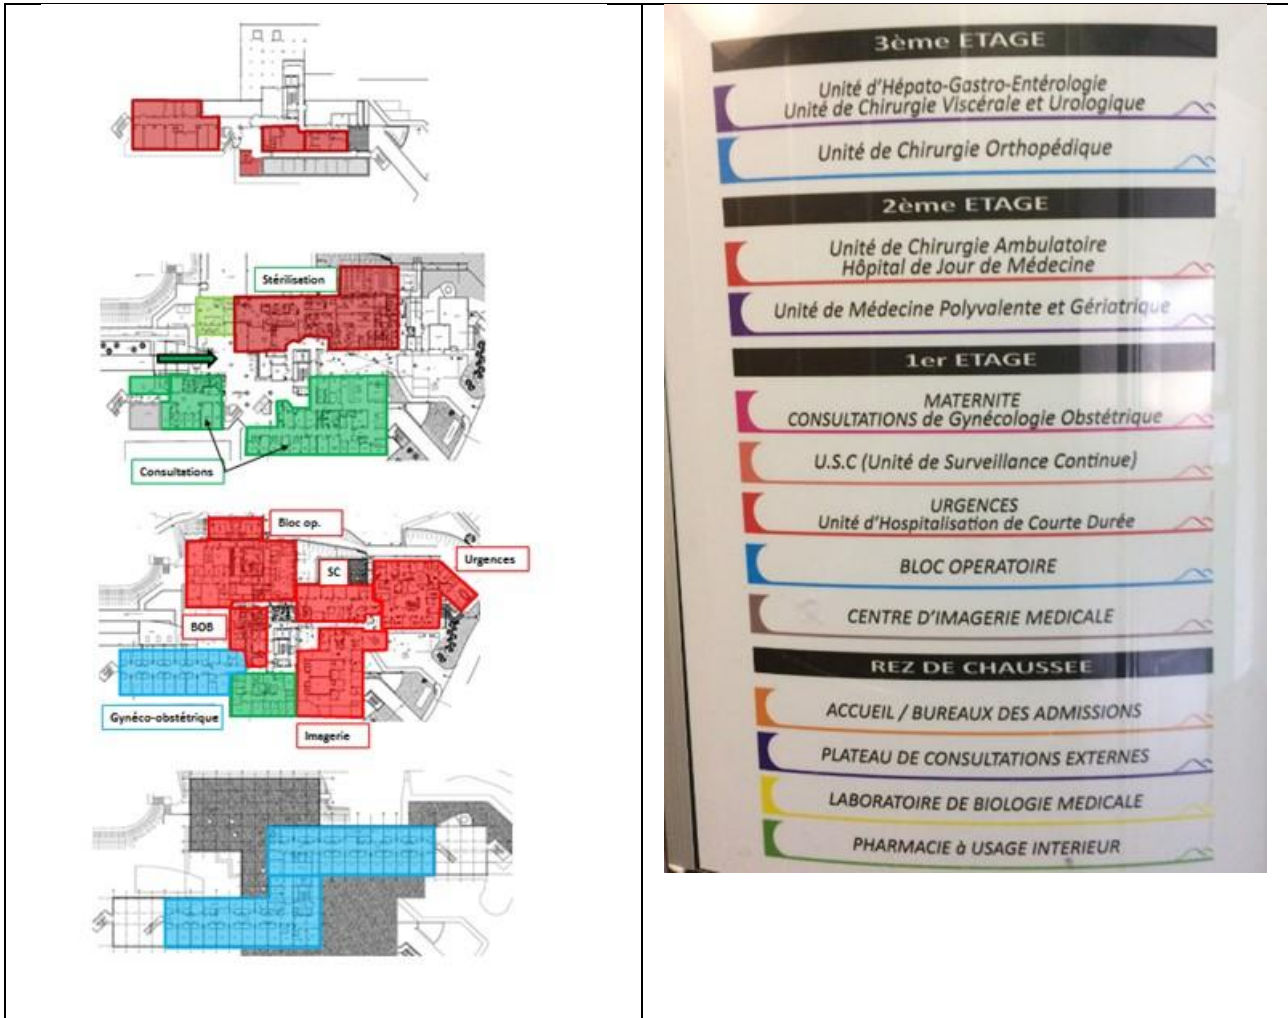 Stérilisation
Consultations
Bloc op.
Urgences
SC
BOB
Gynéco-obstétrique
Imagerie
3ème ETAGE
Unité d'Hépato-Gastro-Entérologie
Unité de Chirurgie Viscérale et Urologique
Unité de Chirurgie Orthopédique
2ème ETAGE
Unité de Chirurgie Ambulatoire
Hôpital de Jour de Médecine
Unité de Médecine Polyvalente et Gériatrique
1er ETAGE
MATERNITE
CONSULTATIONS de Gynécologie Obstétrique
U.S.C (Unité de Surveillance Continue)
URGENCES
Unité d'Hospitalisation de Courte Durée
BLOC OPERATOIRE
CENTRE D'IMAGERIE MEDICALE
REZ DE CHAUSSEE
ACCUEIL / BUREAUX DES ADMISSIONS
PLATEAU DE CONSULTATIONS EXTERNES
LABORATOIRE DE BIOLOGIE MEDICALE
PHARMACIE à USAGE INTERIEUR